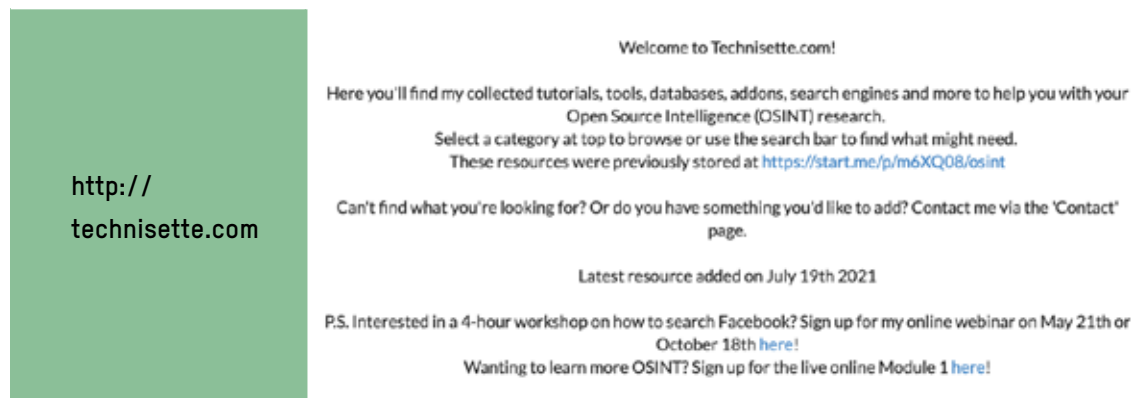 http://
technisette.com
Welcome to Technisette.com!
Here you'll find my collected tutorials, tools, databases, addons, search engines and more to help you with your
Open Source Intelligence (OSINT) research.
Select a category at top to browse or use the search bar to find what might need.
These resources were previously stored at https://start.me/p/m6XQ08/osint
Can't find what you're looking for? Or do you have something you'd like to add? Contact me via the 'Contact'
page.
Latest resource added on July 19th 2021
P.S. Interested in a 4-hour workshop on how to search Facebook? Sign up for my online webinar on May 21th or
October 18th here!
Wanting to learn more OSINT? Sign up for the live online Module 1 here!